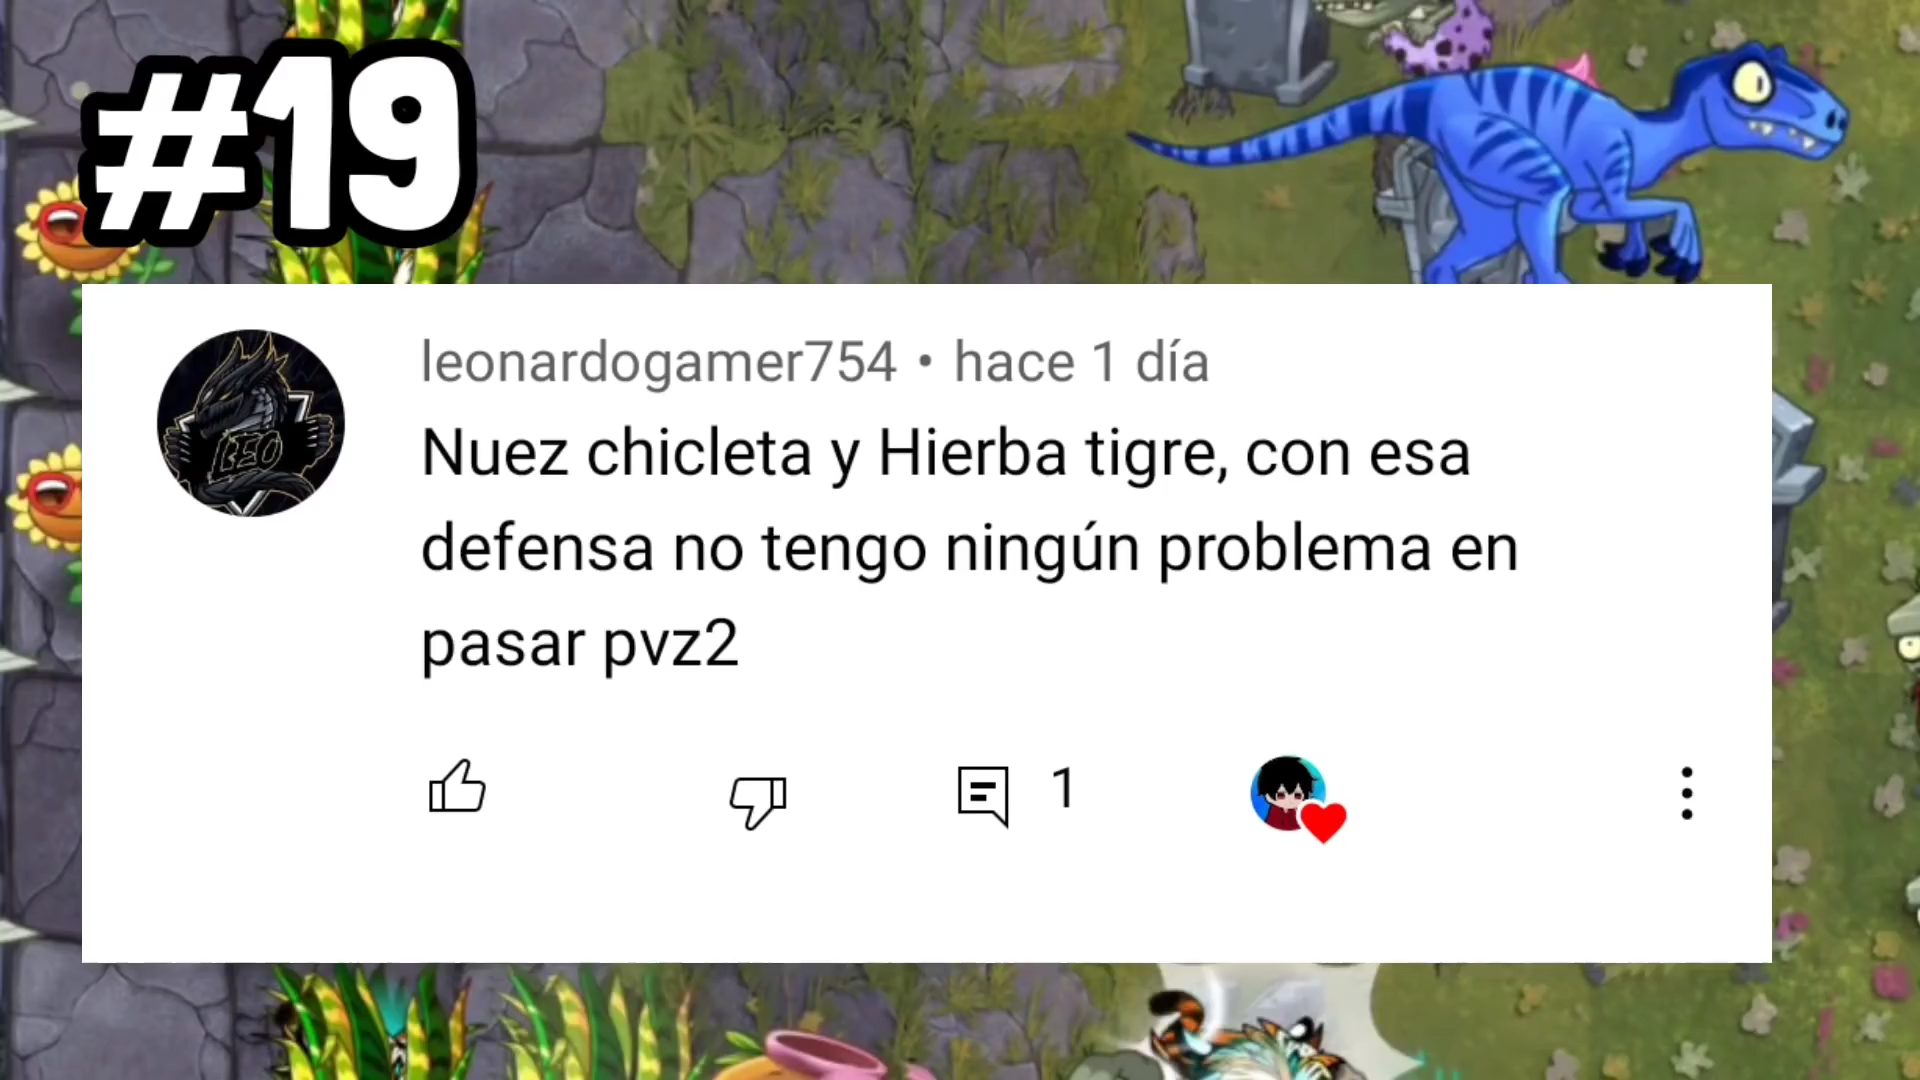 #19
leonardogamer754 • hace 1 día
LEO
Nuez chicleta y Hierba tigre, con esa
defensa no tengo ningún problema en
pasar pvz2
1